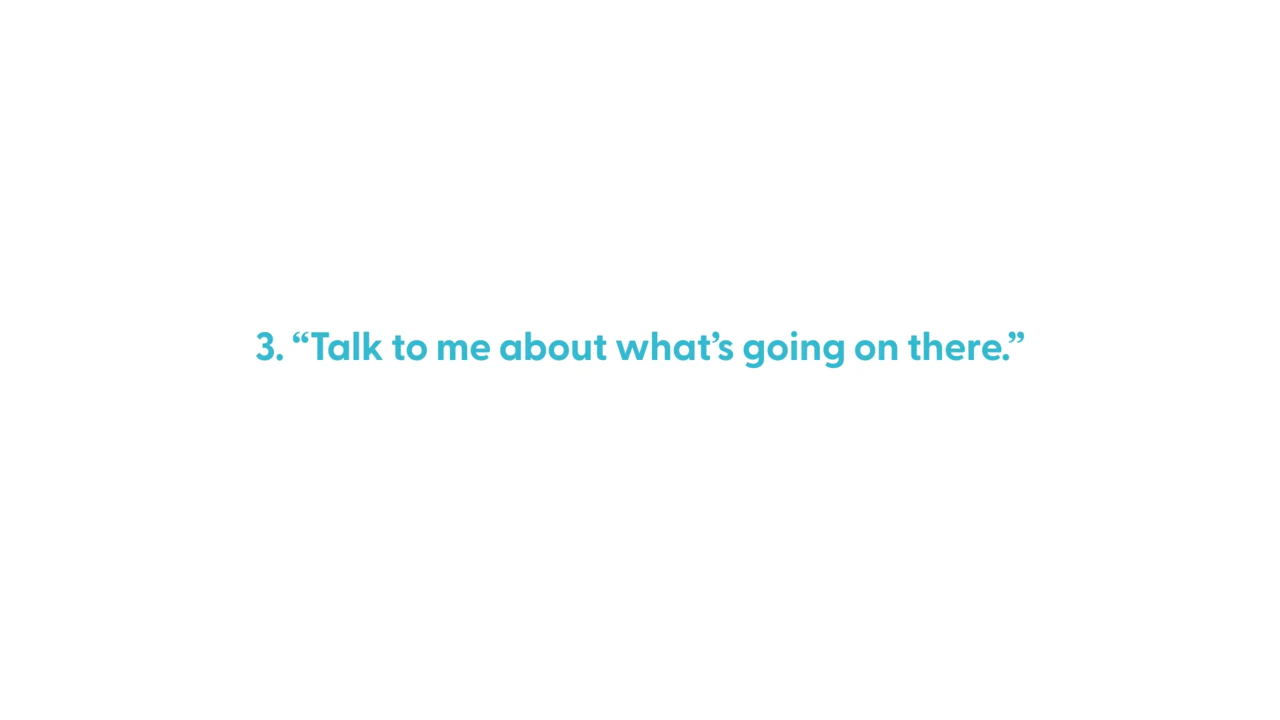 3. “Talk to me about what’s going on there.”